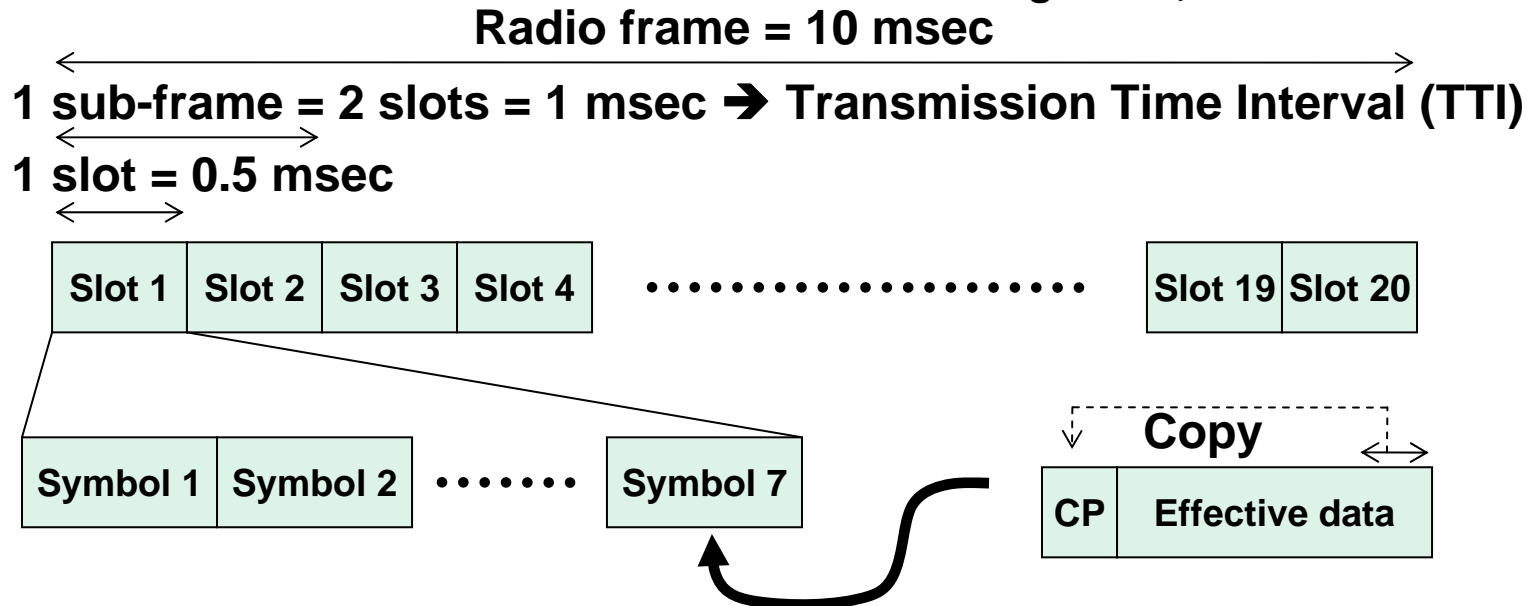 Radio frame = 10 msec
1 sub-frame = 2 slots = 1 msec ➔ Transmission Time Interval (TTI)
1 slot = 0.5 msec
Slot 1 Slot 2 Slot 3 Slot 4 Slot 19 Slot 20
Copy
Symbol 1 Symbol 2 Symbol 7
CP Effective data